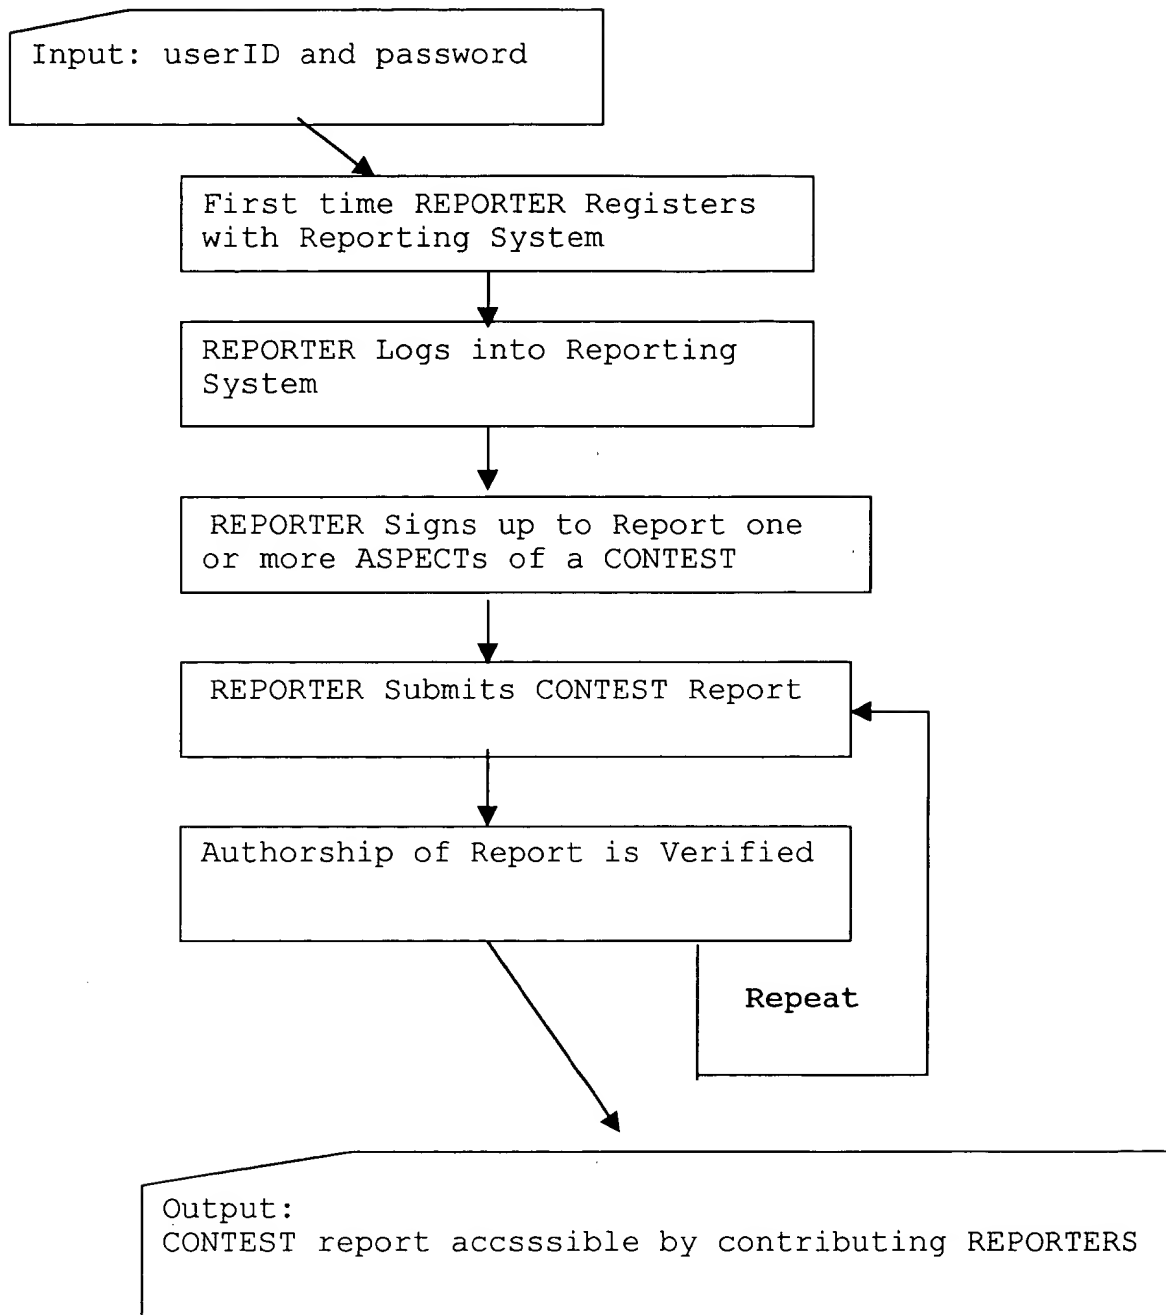 Input: userID and password
First time REPORTER Registers
with Reporting System
REPORTER Logs into Reporting
System
REPORTER Signs up to Report one
or more ASPECTs of a CONTEST
REPORTER Submits CONTEST Report
Authorship of Report is Verified
Repeat
Output:
CONTEST report accsssible by contributing REPORTERS